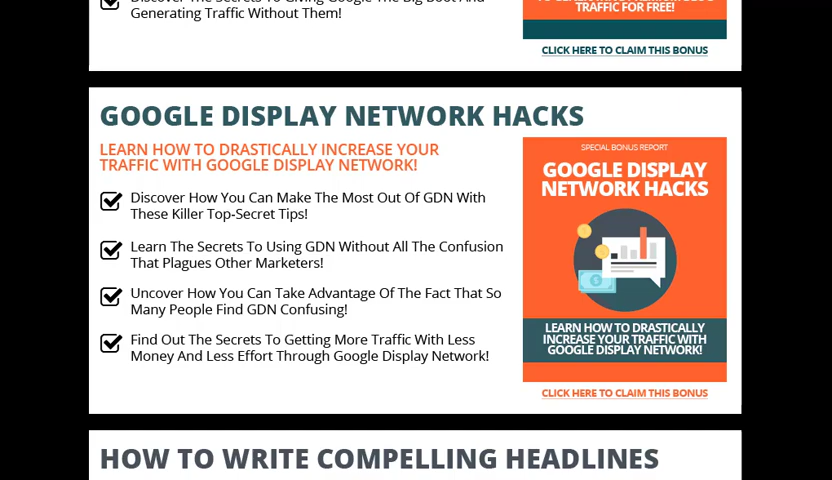 Generating Traffic Without Them!
TRAFFIC FOR FREE!
CLICK HERE TO CLAIM THIS BONUS
GOOGLE DISPLAY NETWORK HACKS
LEARN HOW TO DRASTICALLY INCREASE YOUR
TRAFFIC WITH GOOGLE DISPLAY NETWORK!
Discover How You Can Make The Most Out Of GDN With
These Killer Top-Secret Tips!
Learn The Secrets To Using GDN Without All The Confusion
That Plagues Other Marketers!
Uncover How You Can Take Advantage Of The Fact That So
Many People Find GDN Confusing!
Find Out The Secrets To Getting More Traffic With Less
Money And Less Effort Through Google Display Network!
SPECIAL BONUS REPORT
GOOGLE DISPLAY
NETWORK HACKS
LEARN HOW TO DRASTICALLY
INCREASE YOUR TRAFFIC WITH
GOOGLE DISPLAY NETWORK!
CLICK HERE TO CLAIM THIS BONUS
HOW TO WRITE COMPELLING HEADLINES